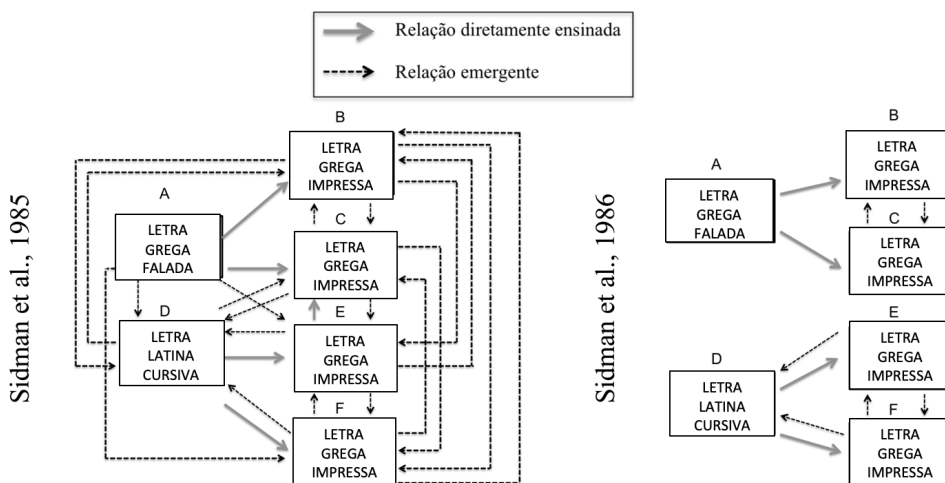 Relação diretamente ensinada
Relação emergente
Sidman et al., 1985
B
LETRA
GREGA
IMPRESSA
A
LETRA
GREGA
FALADA
C
LETRA
GREGA
IMPRESSA
D
LETRA
LATINA
CURSIVA
E
LETRA
GREGA
IMPRESSA
F
LETRA
GREGA
IMPRESSA
Sidman et al., 1986
B
LETRA
GREGA
IMPRESSA
A
LETRA
GREGA
FALADA
C
LETRA
GREGA
IMPRESSA
E
LETRA
GREGA
IMPRESSA
D
LETRA
LATINA
CURSIVA
F
LETRA
GREGA
IMPRESSA